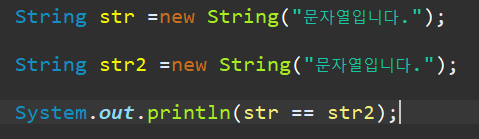 String str =new String("문자열입니다.");
String str2 =new String("문자열입니다.");
System.out.println(str == str2);